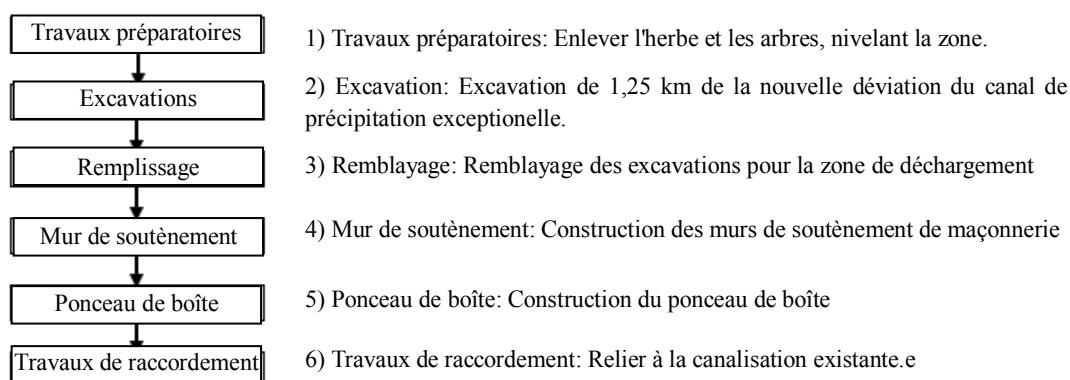 Travaux préparatoires
1) Travaux préparatoires: Enlever l'herbe et les arbres, nivelant la zone.
Excavations
2) Excavation: Excavation de 1,25 km de la nouvelle déviation du canal de
précipitation exceptionelle.
Remplissage
3) Remblayage: Remblayage des excavations pour la zone de déchargement
Mur de soutènement
4) Mur de soutènement: Construction des murs de soutènement de maçonnerie
Ponceau de boîte
5) Ponceau de boîte: Construction du ponceau de boîte
Travaux de raccordement
6) Travaux de raccordement: Relier à la canalisation existante.e